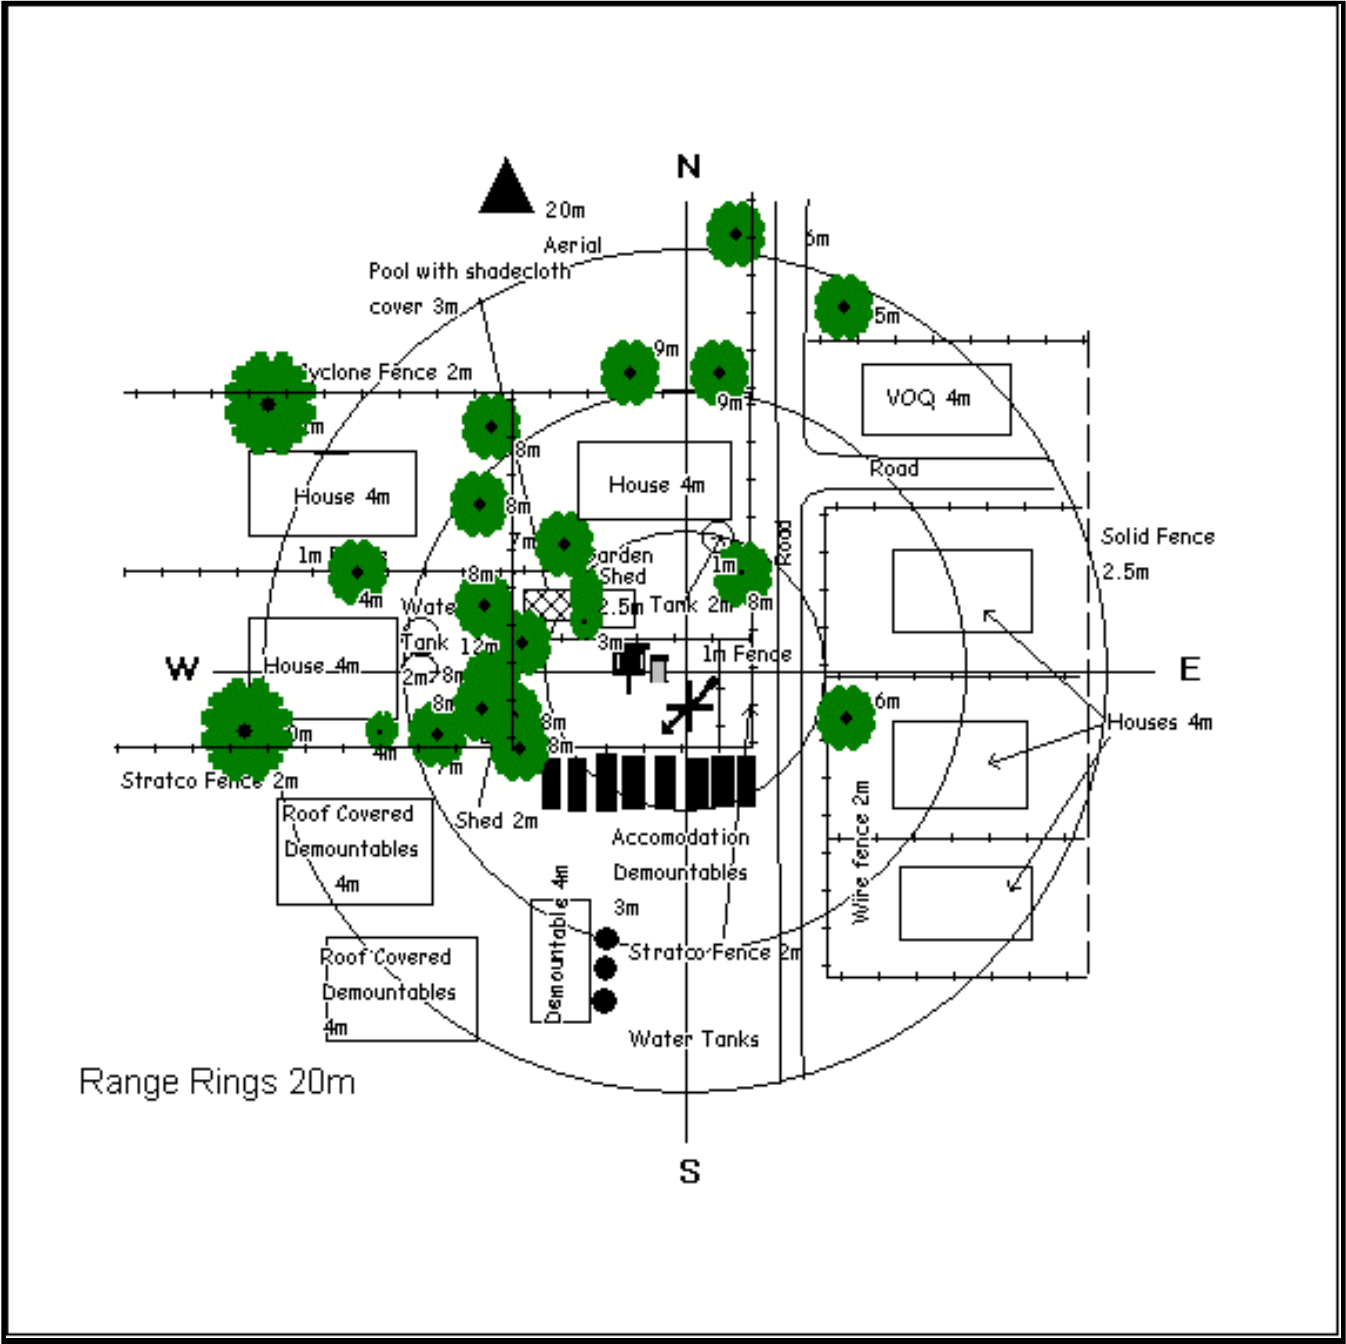 N
20m
Aerial
6m
Pool with shadecloth
cover 3m
5m
9m
Cyclone Fence 2m
9m
VOQ 4m
8m
House 4m
House 4m
Road
8m
7m
Road
Solid Fence
2.5m
1m
1m
Garden
Shed
2.5m
8m
4m
Tank 2m
8m
Water
Tank
2m
12m
3m
1m Fence
W
House 4m
8m
E
8m
6m
8m
Houses 4m
4m
7m
8m
Stratco Fence 2m
Shed 2m
Roof Covered
Demountables
4m
Accomodation
Demountables
3m
Wire fence 2m
Demountable 4m
Stratco Fence 2m
Roof Covered
Demountables
4m
Water Tanks
Range Rings 20m
S